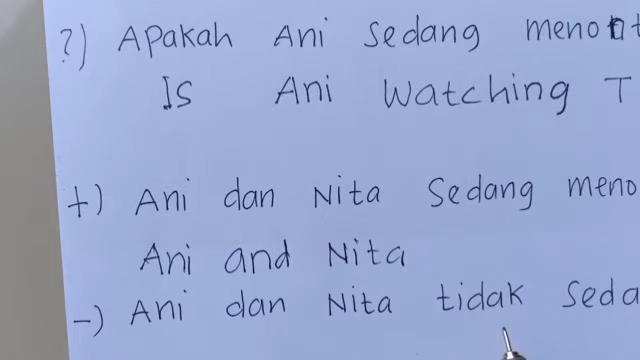 ?) Apakah Ani sedang menont
Is Ani Watching T
+) Ani dan Nita Sedang meno
Ani and Nita
-) Ani dan Nita tidak Seda